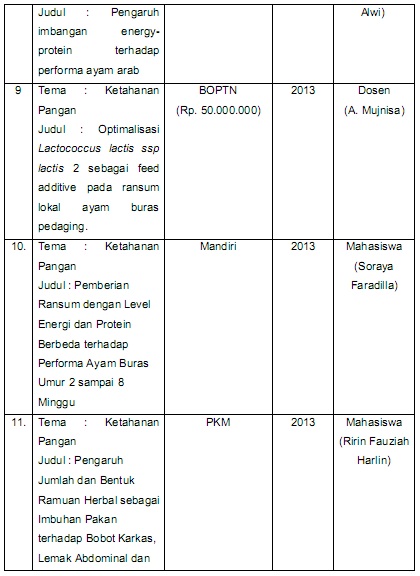 Judul : Pengaruh
imbangan energy-
protein terhadap
performa ayam arab
Alwi)
9
Tema : Ketahanan
Pangan
Judul : Optimalisasi
Lactococcus lactis ssp
lactis 2 sebagai feed
additive pada ransum
lokal ayam buras
pedaging.
BOPTN
(Rp. 50.000.000)
2013
Dosen
(A. Mujnisa)
10.
Tema : Ketahanan
Pangan
Judul : Pemberian
Ransum dengan Level
Energi dan Protein
Berbeda terhadap
Performa Ayam Buras
Umur 2 sampai 8
Minggu
Mandiri
2013
Mahasiswa
(Soraya
Faradilla)
11.
Tema : Ketahanan
Pangan
Judul : Pengaruh
Jumlah dan Bentuk
Ramuan Herbal sebagai
Imbuhan Pakan
terhadap Bobot Karkas,
Lemak Abdominal dan
PKM
2013
Mahasiswa
(Ririn Fauziah
Harlin)